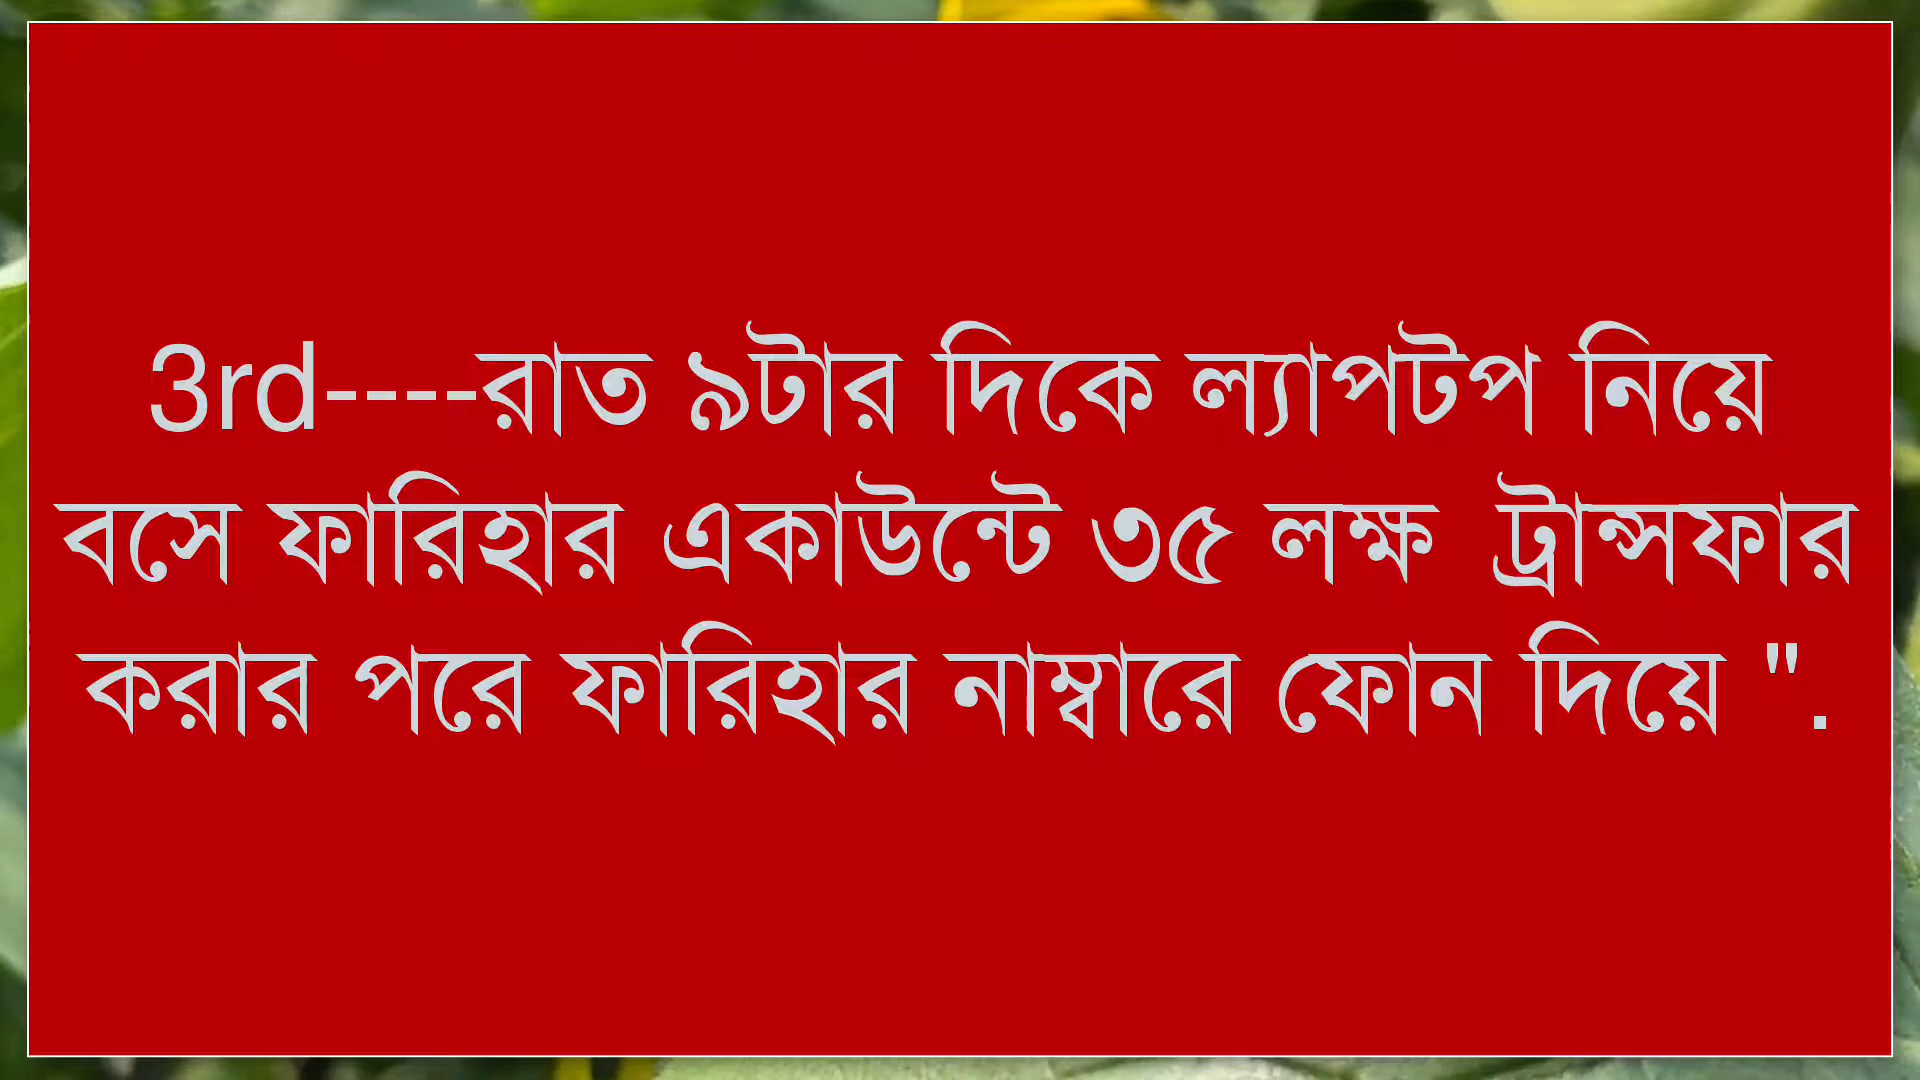 3rd----রাত ৯টার দিকে ল্যাপটপ নিয়ে
বসে ফারিহার একাউন্টে ৩৫ লক্ষ  ট্রান্সফার
করার পরে ফারিহার নাম্বারে ফোন দিয়ে ".